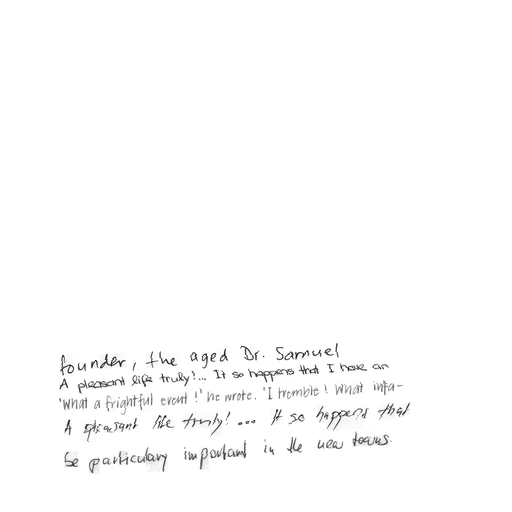 founder, the aged Dr. Samuel
A pleasant life truly!... It so happens that I have an
'What a frightful event!' he wrote. 'I tremble! What infa-
A pleasant life truly!... It so happens that
be particulary important in the new towns.